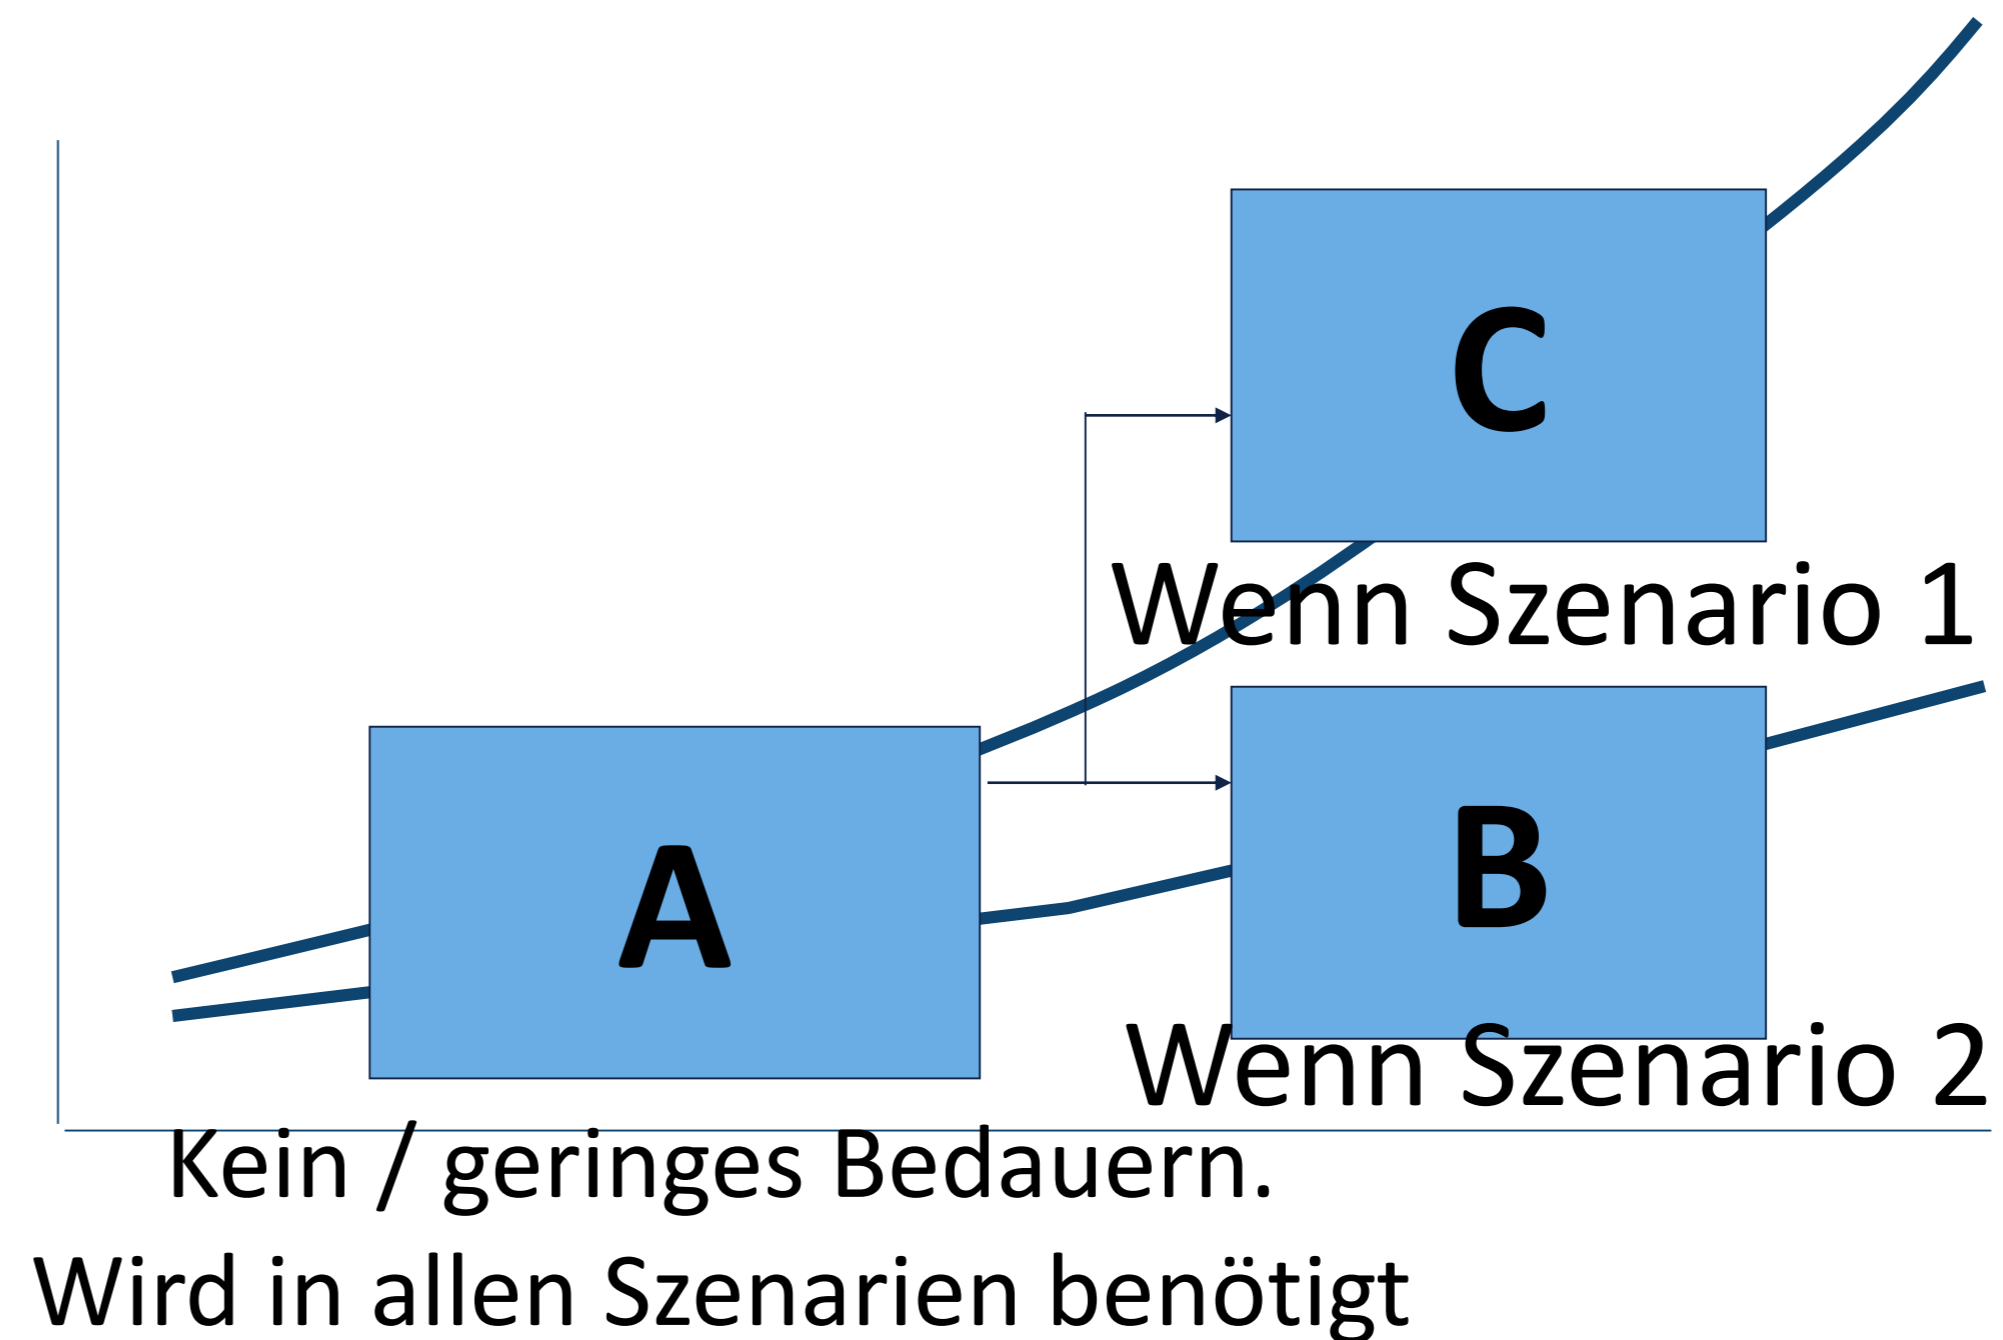 C
Wenn Szenario 1
A
B
Wenn Szenario 2
Kein / geringes Bedauern.
Wird in allen Szenarien benötigt